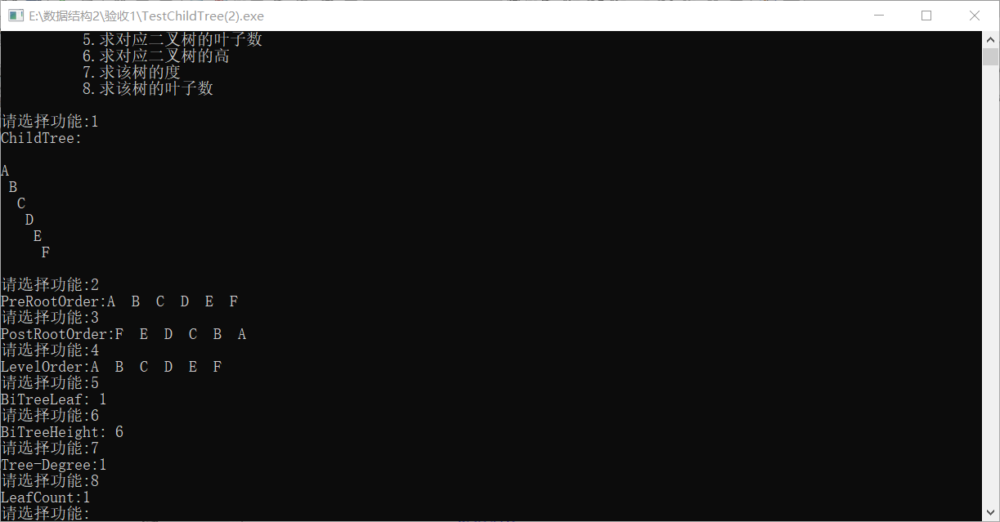 E:\数据结构2\验收1\TestChildTree(2).exe
5.求对应二叉树的叶子数
6.求对应二叉树的高
7.求该树的度
8.求该树的叶子数
请选择功能:1
ChildTree:
A
B
C
D
E
F
请选择功能:2
PreRootOrder:A  B  C  D  E  F
请选择功能:3
PostRootOrder:F  E  D  C  B  A
请选择功能:4
LevelOrder:A  B  C  D  E  F
请选择功能:5
BiTreeLeaf: 1
请选择功能:6
BiTreeHeight: 6
请选择功能:7
Tree-Degree:1
请选择功能:8
LeafCount:1
请选择功能: